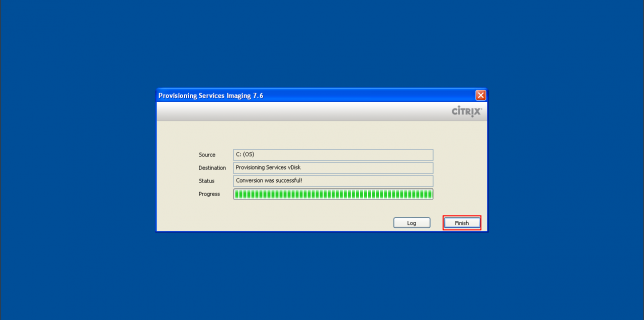 Provisioning Services Imaging 7.6
CITRIX
Source C: (OS)
Destination Provisioning Services vDisk
Status Conversion was successful!
Progress
Log Finish